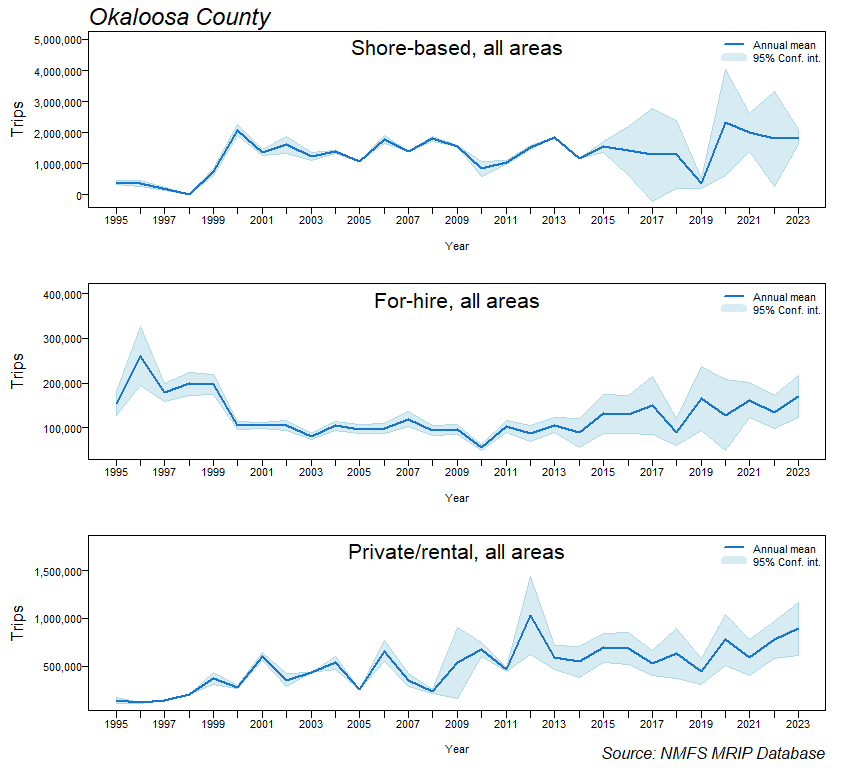 Okaloosa County
Shore-based, all areas
Annual mean
95% Conf. int.
Trips
5,000,000
4,000,000
3,000,000
2,000,000
1,000,000
0
1995 1997 1999 2001 2003 2005 2007 2009 2011 2013 2015 2017 2019 2021 2023
Year
For-hire, all areas
Annual mean
95% Conf. int.
Trips
400,000
300,000
200,000
100,000
1995 1997 1999 2001 2003 2005 2007 2009 2011 2013 2015 2017 2019 2021 2023
Year
Private/rental, all areas
Annual mean
95% Conf. int.
Trips
1,500,000
1,000,000
500,000
1995 1997 1999 2001 2003 2005 2007 2009 2011 2013 2015 2017 2019 2021 2023
Year
Source: NMFS MRIP Database